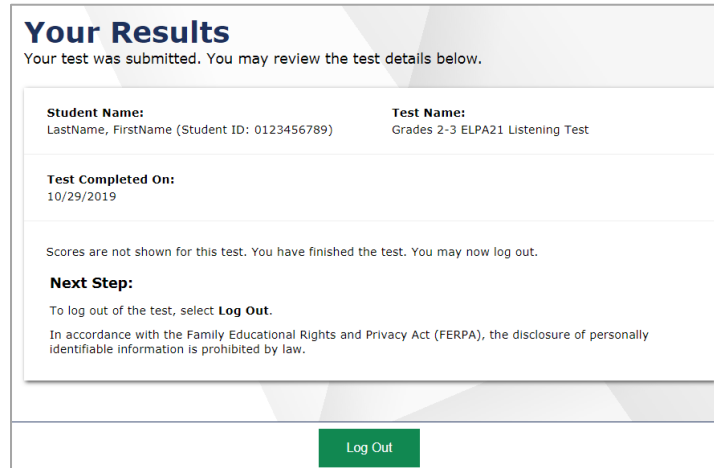 Your Results
Your test was submitted. You may review the test details below.
Student Name:
LastName, FirstName (Student ID: 0123456789)
Test Name:
Grades 2-3 ELPA21 Listening Test
Test Completed On:
10/29/2019
Scores are not shown for this test. You have finished the test. You may now log out.
Next Step:
To log out of the test, select Log Out.
In accordance with the Family Educational Rights and Privacy Act (FERPA), the disclosure of personally
identifiable information is prohibited by law.
Log Out